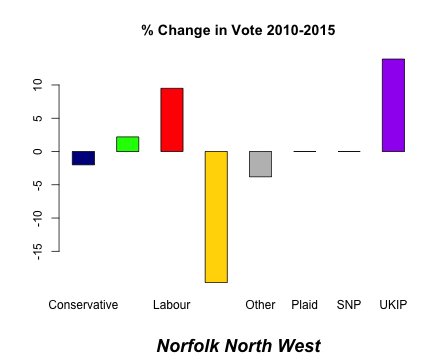 % Change in Vote 2010-2015
10
5
0
-5
-10
-15
Conservative Labour Other Plaid SNP UKIP
Norfolk North West